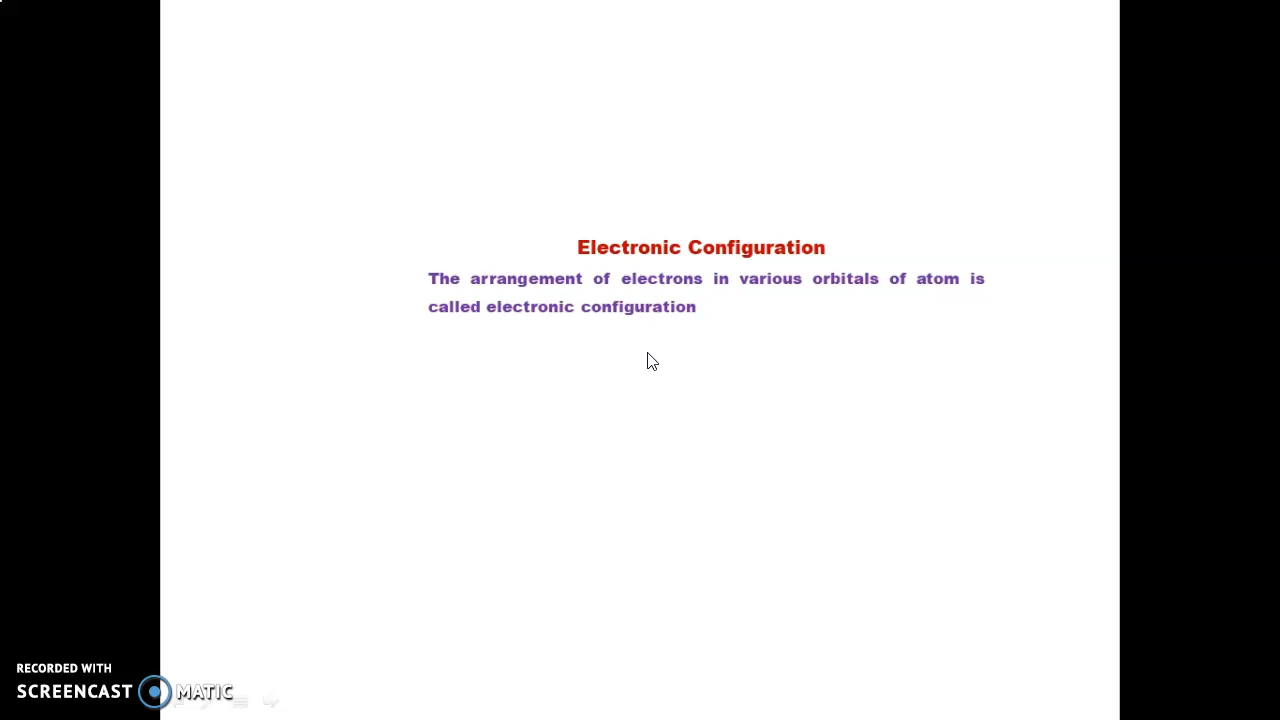 Electronic Configuration
The arrangement of electrons in various orbitals of atom is
called electronic configuration
RECORDED WITH
SCREENCAST MATIC